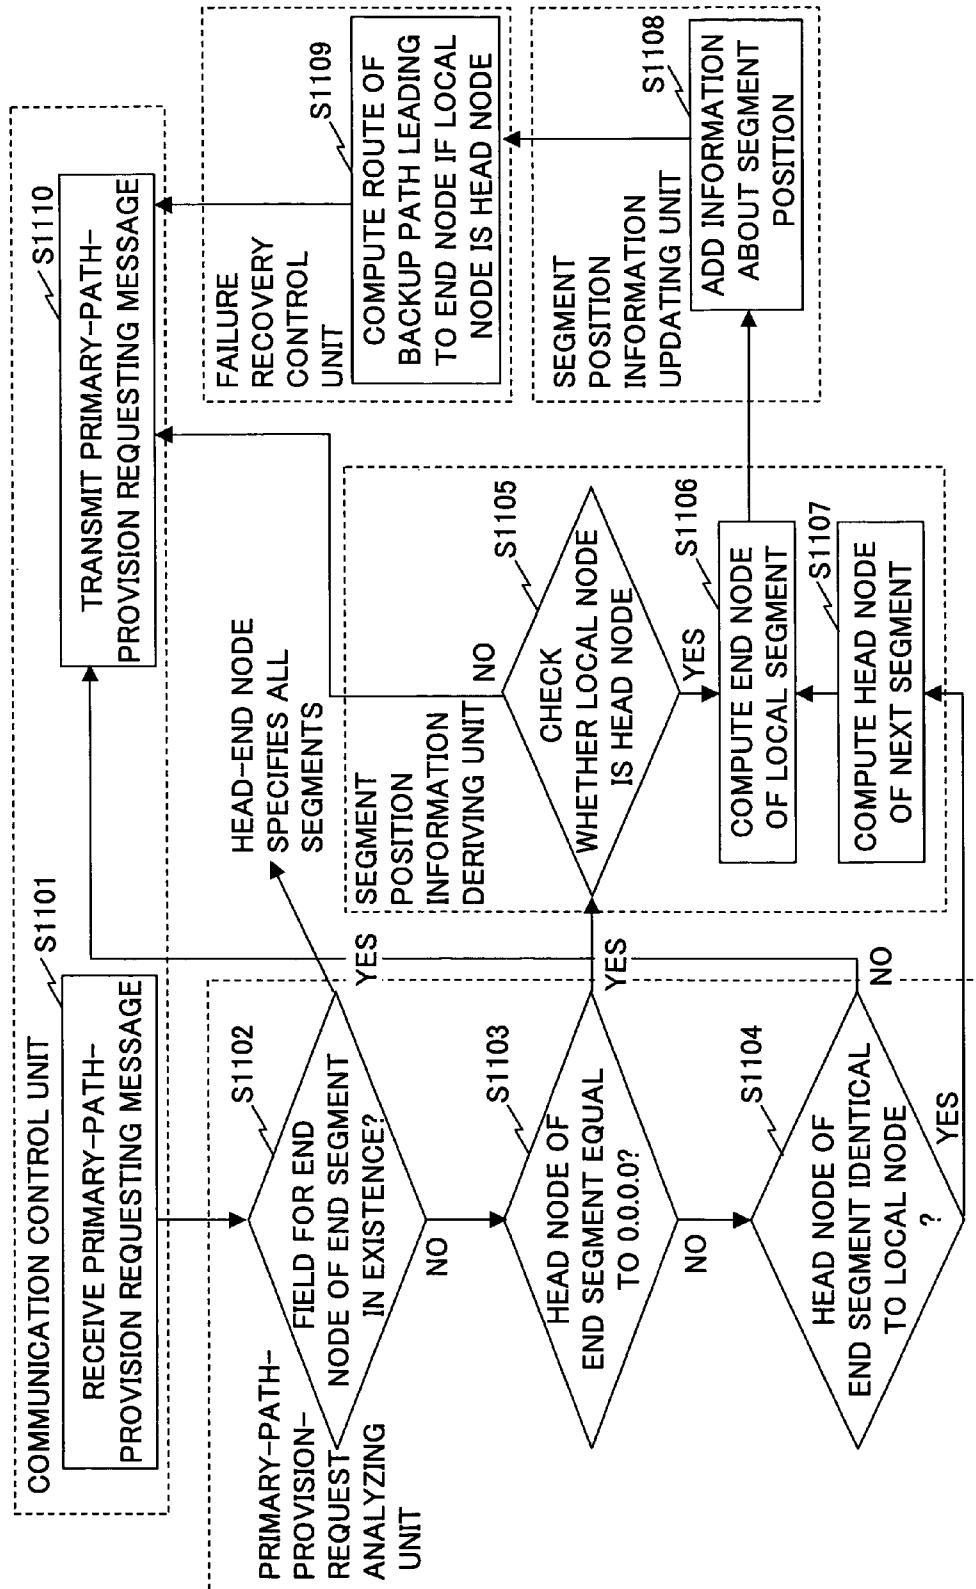 COMMUNICATION CONTROL UNIT
S1101
RECEIVE PRIMARY-PATH-
PROVISION REQUESTING MESSAGE
S1110
TRANSMIT PRIMARY-PATH-
PROVISION REQUESTING MESSAGE
PRIMARY-PATH-
PROVISION-
REQUEST
ANALYZING
UNIT
S1102
FIELD FOR END
NODE OF END SEGMENT
IN EXISTENCE?
YES
NO
HEAD-END NODE
SPECIFIES ALL
SEGMENTS
S1103
HEAD NODE OF
END SEGMENT EQUAL
TO 0.0.0.0?
YES
NO
S1104
HEAD NODE OF
END SEGMENT IDENTICAL
TO LOCAL NODE
?
NO
YES
SEGMENT
POSITION
INFORMATION
DERIVING UNIT
S1105
CHECK
WHETHER LOCAL NODE
IS HEAD NODE
NO
YES
S1106
COMPUTE END NODE
OF LOCAL SEGMENT
S1107
COMPUTE HEAD NODE
OF NEXT SEGMENT
FAILURE
RECOVERY
CONTROL
UNIT
S1109
COMPUTE ROUTE OF
BACKUP PATH LEADING
TO END NODE IF LOCAL
NODE IS HEAD NODE
SEGMENT
POSITION
INFORMATION
UPDATING UNIT
S1108
ADD INFORMATION
ABOUT SEGMENT
POSITION